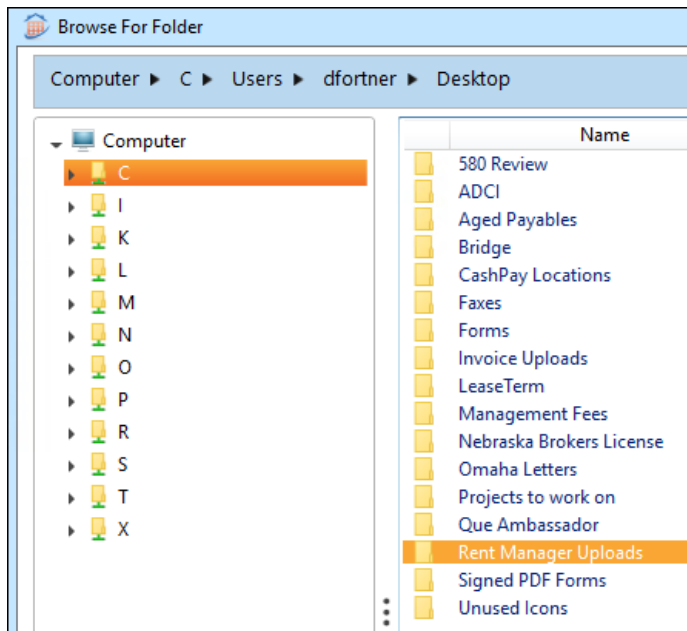 Browse For Folder
Computer ▶ C ▶ Users ▶ dfortner ▶ Desktop
Computer
C
I
K
L
M
N
O
P
R
S
T
X
Name
580 Review
ADCI
Aged Payables
Bridge
CashPay Locations
Faxes
Forms
Invoice Uploads
LeaseTerm
Management Fees
Nebraska Brokers License
Omaha Letters
Projects to work on
Que Ambassador
Rent Manager Uploads
Signed PDF Forms
Unused Icons